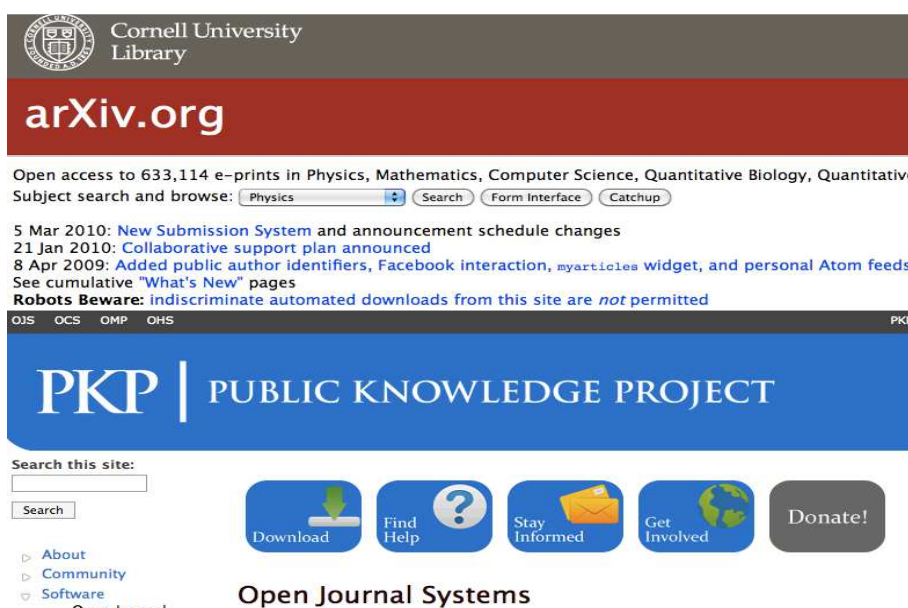 Cornell University
Library
arXiv.org
Open access to 633,114 e-prints in Physics, Mathematics, Computer Science, Quantitative Biology, Quantitativ
Subject search and browse: Physics Search Form Interface Catchup
5 Mar 2010: New Submission System and announcement schedule changes
21 Jan 2010: Collaborative support plan announced
8 Apr 2009: Added public author identifiers, Facebook interaction, myarticles widget, and personal Atom feeds
See cumulative "What's New" pages
Robots Beware: indiscriminate automated downloads from this site are not permitted
OJS OCS OMP OHS PK
PKP | PUBLIC KNOWLEDGE PROJECT
Search this site:
Search
Download
Find
Help
Stay
Informed
Get
Involved
Donate!
About
Community
Software
Open Journal Systems